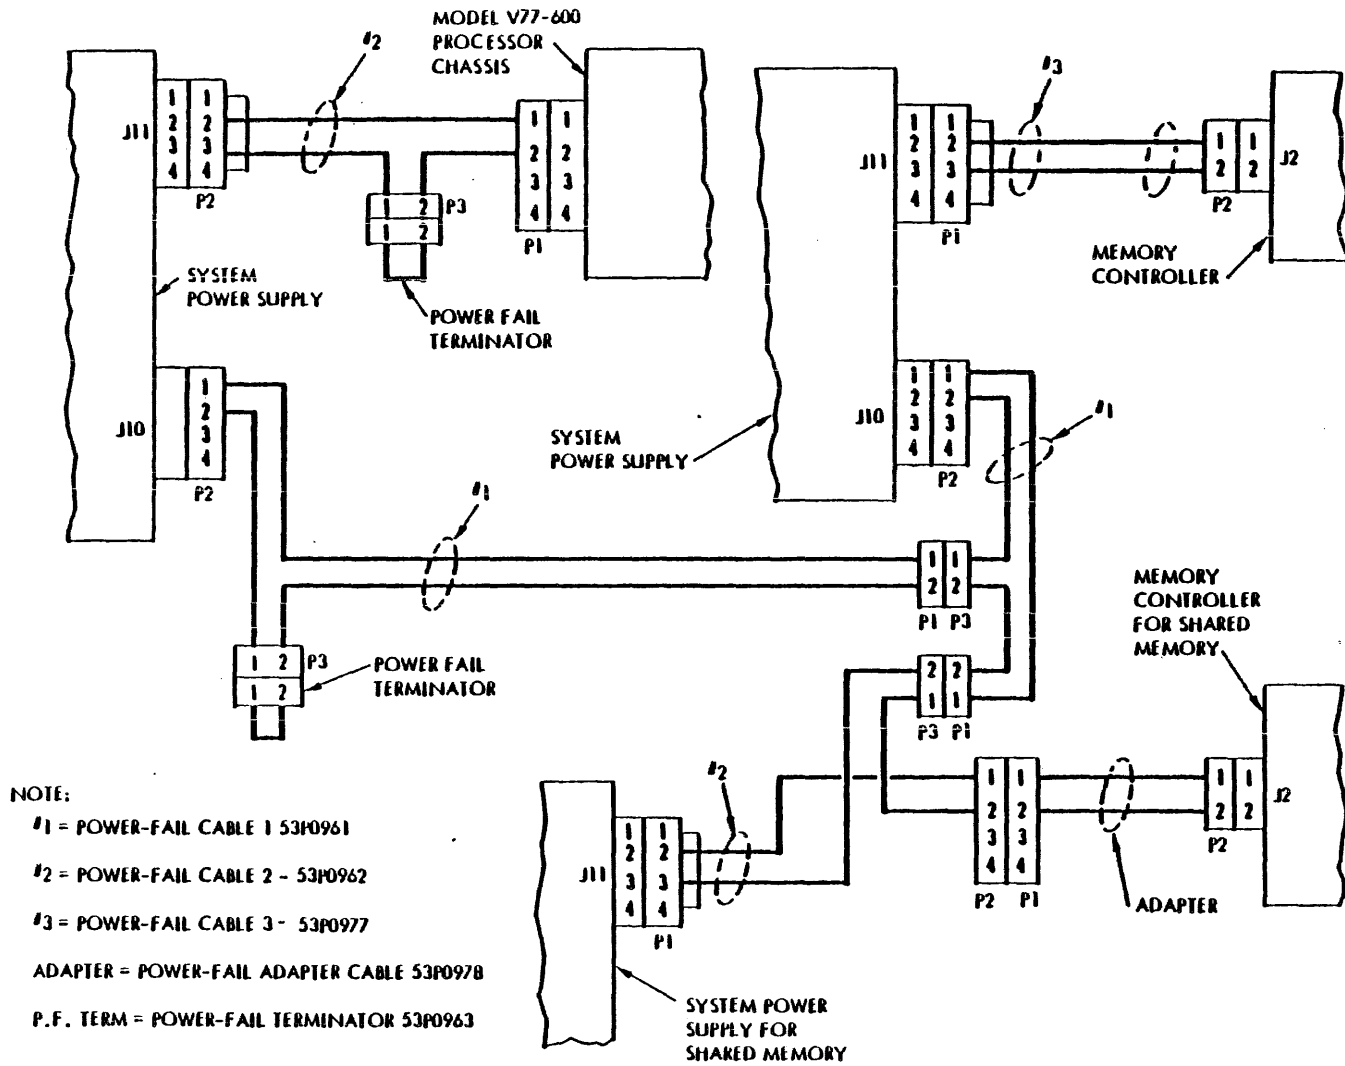 MODEL V77-600
PROCESSOR
CHASSIS
#2
J11
1 1
2 2
3 3
4 4
P2
1 1
2 2
3 3
4 4
P1
1 2
P3
1 2
SYSTEM
POWER SUPPLY
POWER FAIL
TERMINATOR
J10
1
2
3
4
P2
#1
1 2
P3
1 2
POWER FAIL
TERMINATOR
#3
J11
1 1
2 2
3 3
4 4
P1
1 1
2 2
P2
J2
MEMORY
CONTROLLER
J10
1 1
2 2
3 3
4 4
P2
#1
SYSTEM
POWER SUPPLY
1 1
2 2
P1 P3
2 2
1 1
P3 P1
MEMORY
CONTROLLER
FOR SHARED
MEMORY
#2
J11
1 1
2 2
3 3
4 4
P1
1 1
2 2
3 3
4 4
P2 P1
1 1
2 2
P2
J2
ADAPTER
SYSTEM POWER
SUPPLY FOR
SHARED MEMORY
NOTE:
#1 = POWER-FAIL CABLE 1 53P0961
#2 = POWER-FAIL CABLE 2 - 53P0962
#3 = POWER-FAIL CABLE 3 - 53P0977
ADAPTER = POWER-FAIL ADAPTER CABLE 53P0978
P.F. TERM = POWER-FAIL TERMINATOR 53P0963